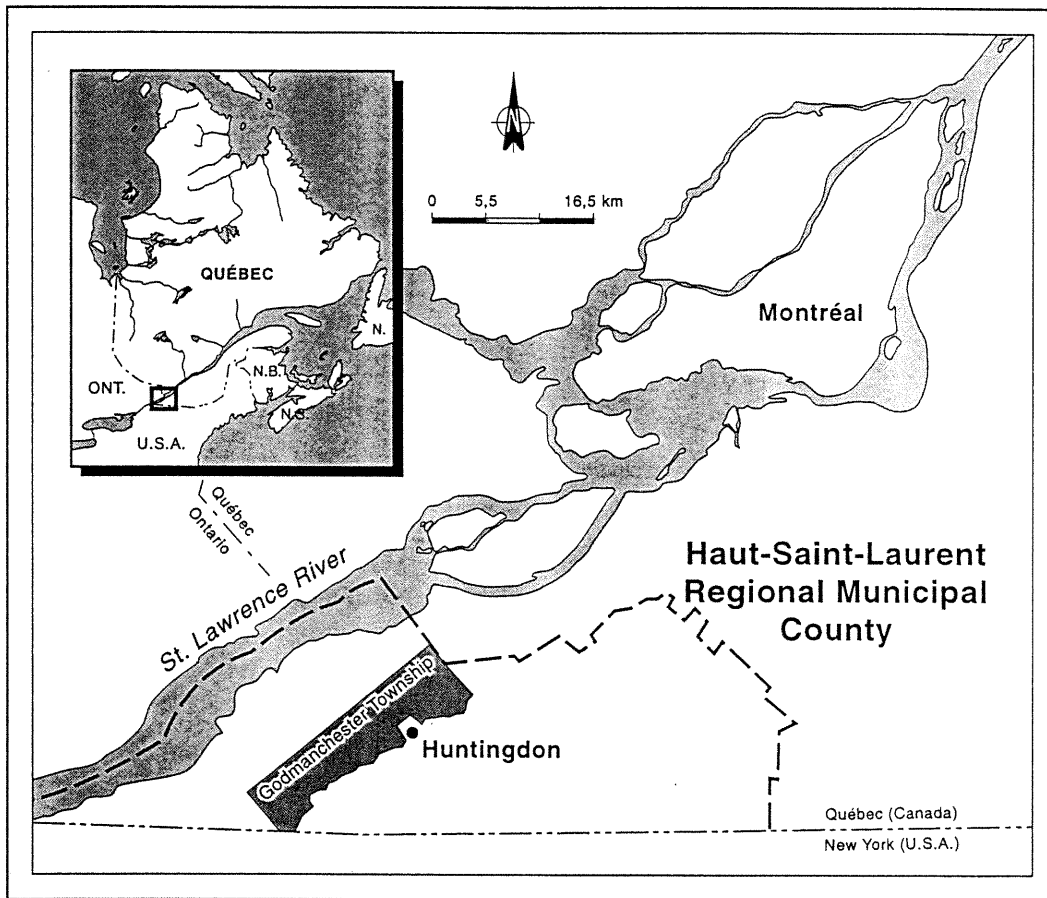 N
0 5,5 16,5 km
QUÉBEC
N.
ONT.
N.B.
N.S.
U.S.A.
Montréal
Québec
Ontario
St. Lawrence River
Haut-Saint-Laurent
Regional Municipal
County
Godmanchester Township
Huntingdon
Québec (Canada)
New York (U.S.A.)